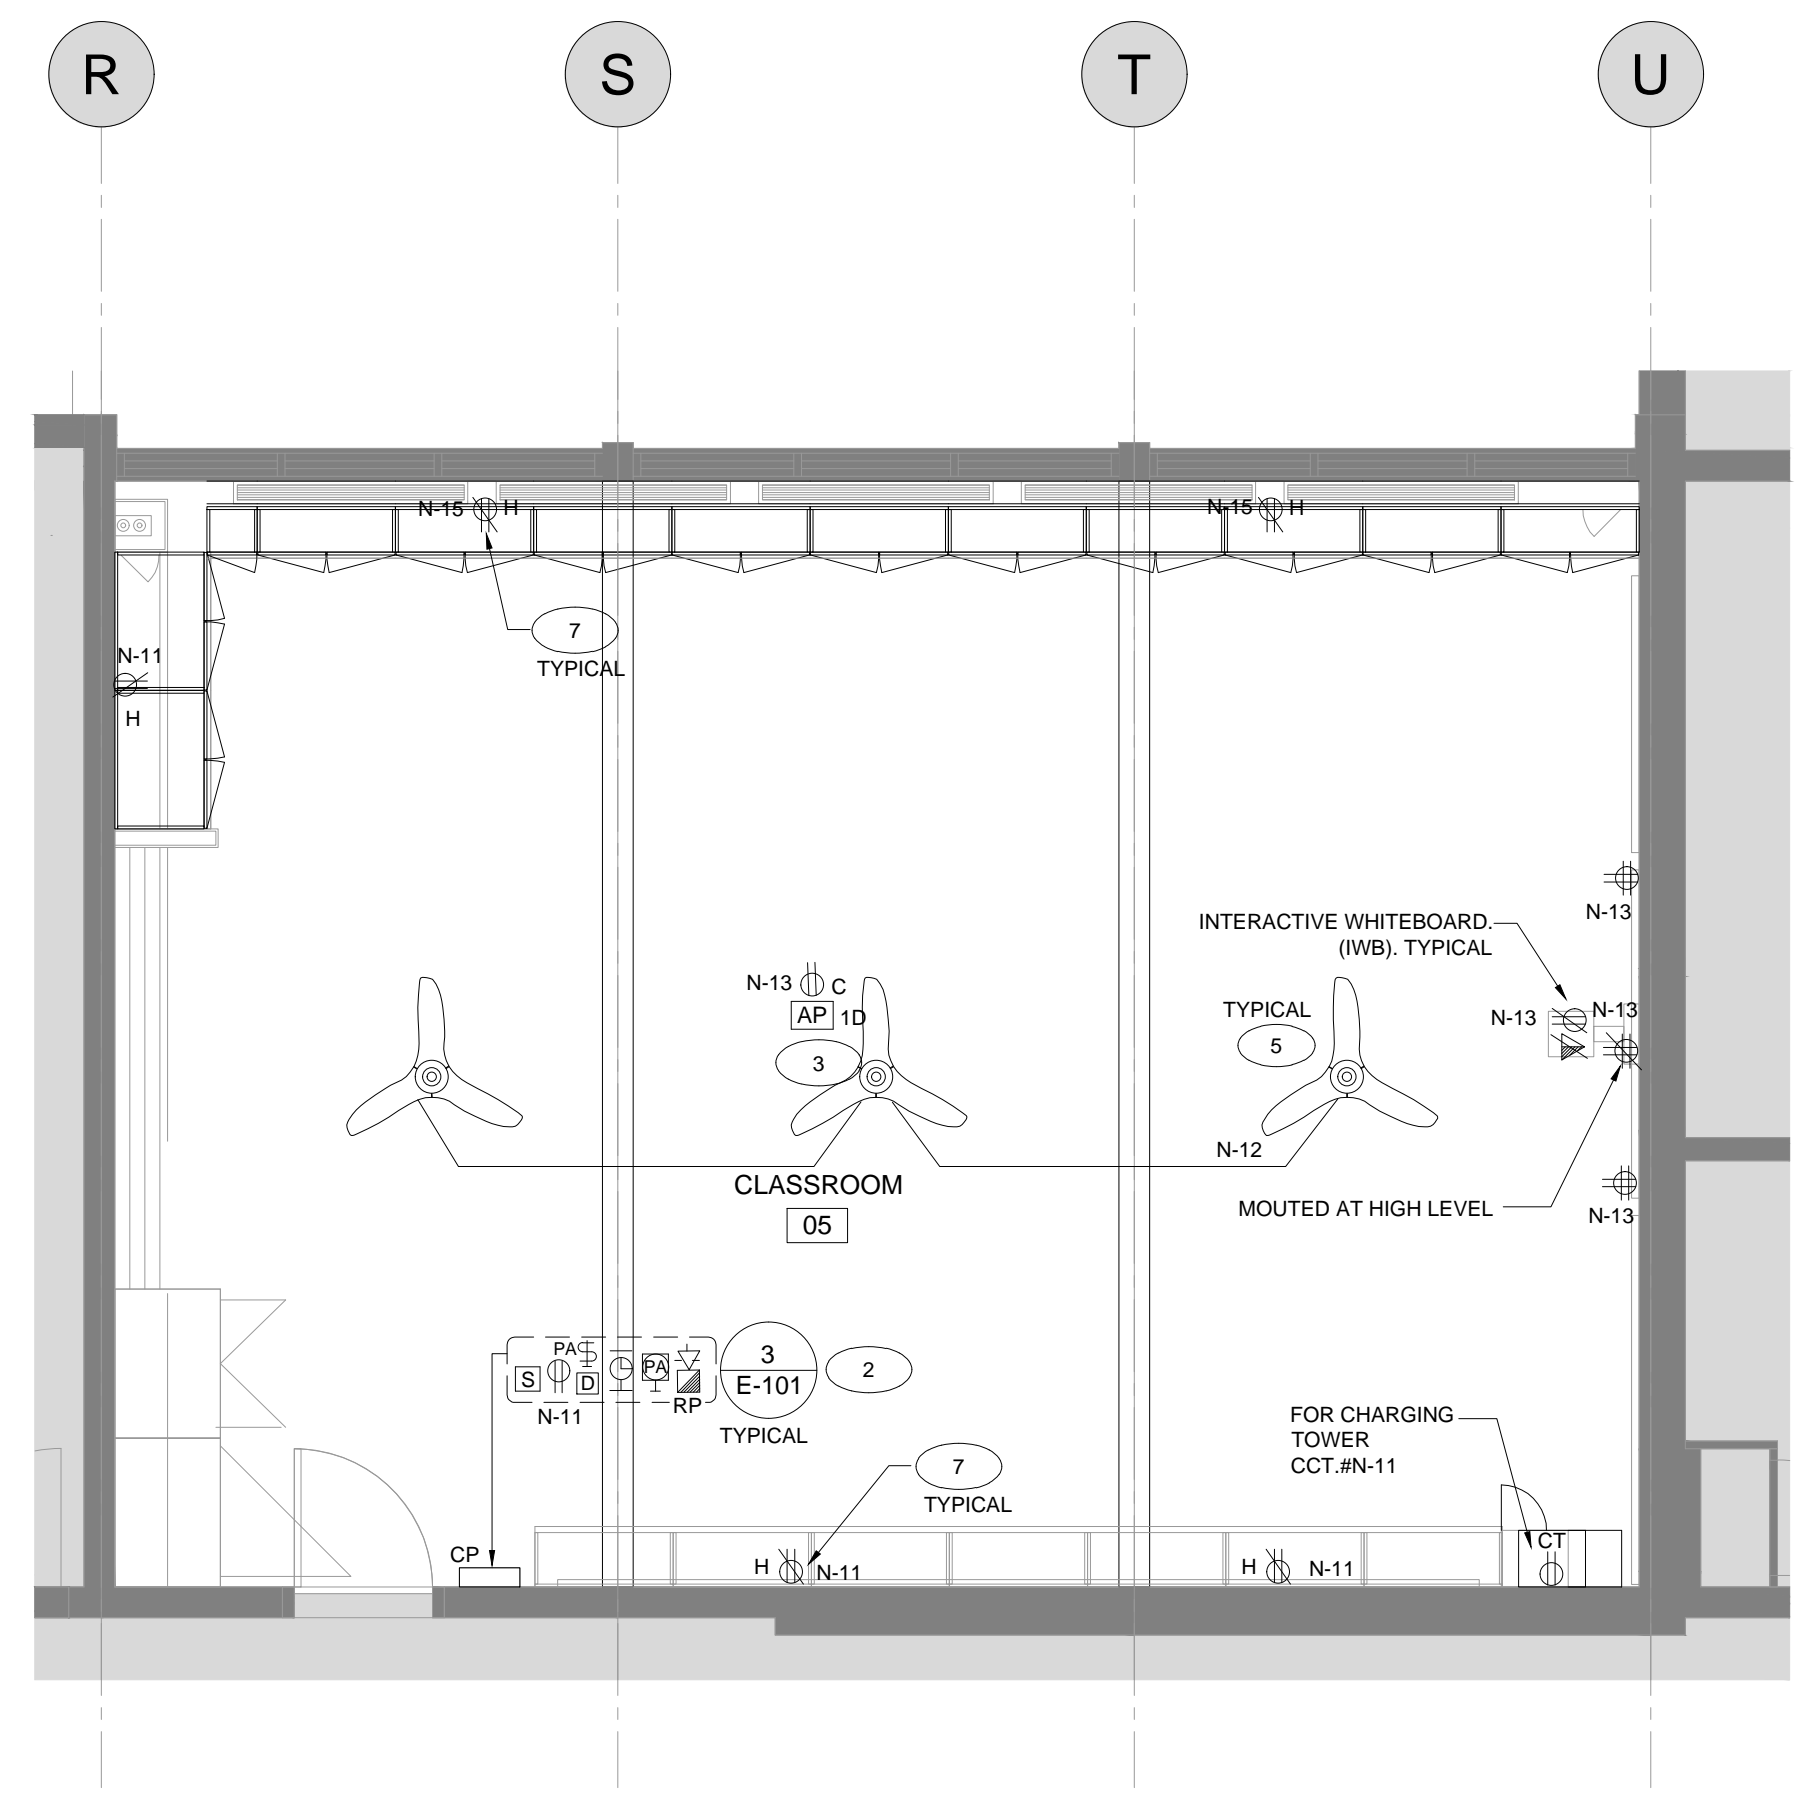 R
S
T
U
N-15
H
N-15
H
7
TYPICAL
N-11
H
N-13
INTERACTIVE WHITEBOARD.
(IWB). TYPICAL
N-13
C
AP
1D
3
TYPICAL
5
N-13
N-13
N-12
CLASSROOM
05
MOUTED AT HIGH LEVEL
N-13
PA
S
D
PA
RP
N-11
3
E-101
TYPICAL
2
7
TYPICAL
FOR CHARGING
TOWER
CCT.#N-11
CP
H
N-11
H
N-11
CT